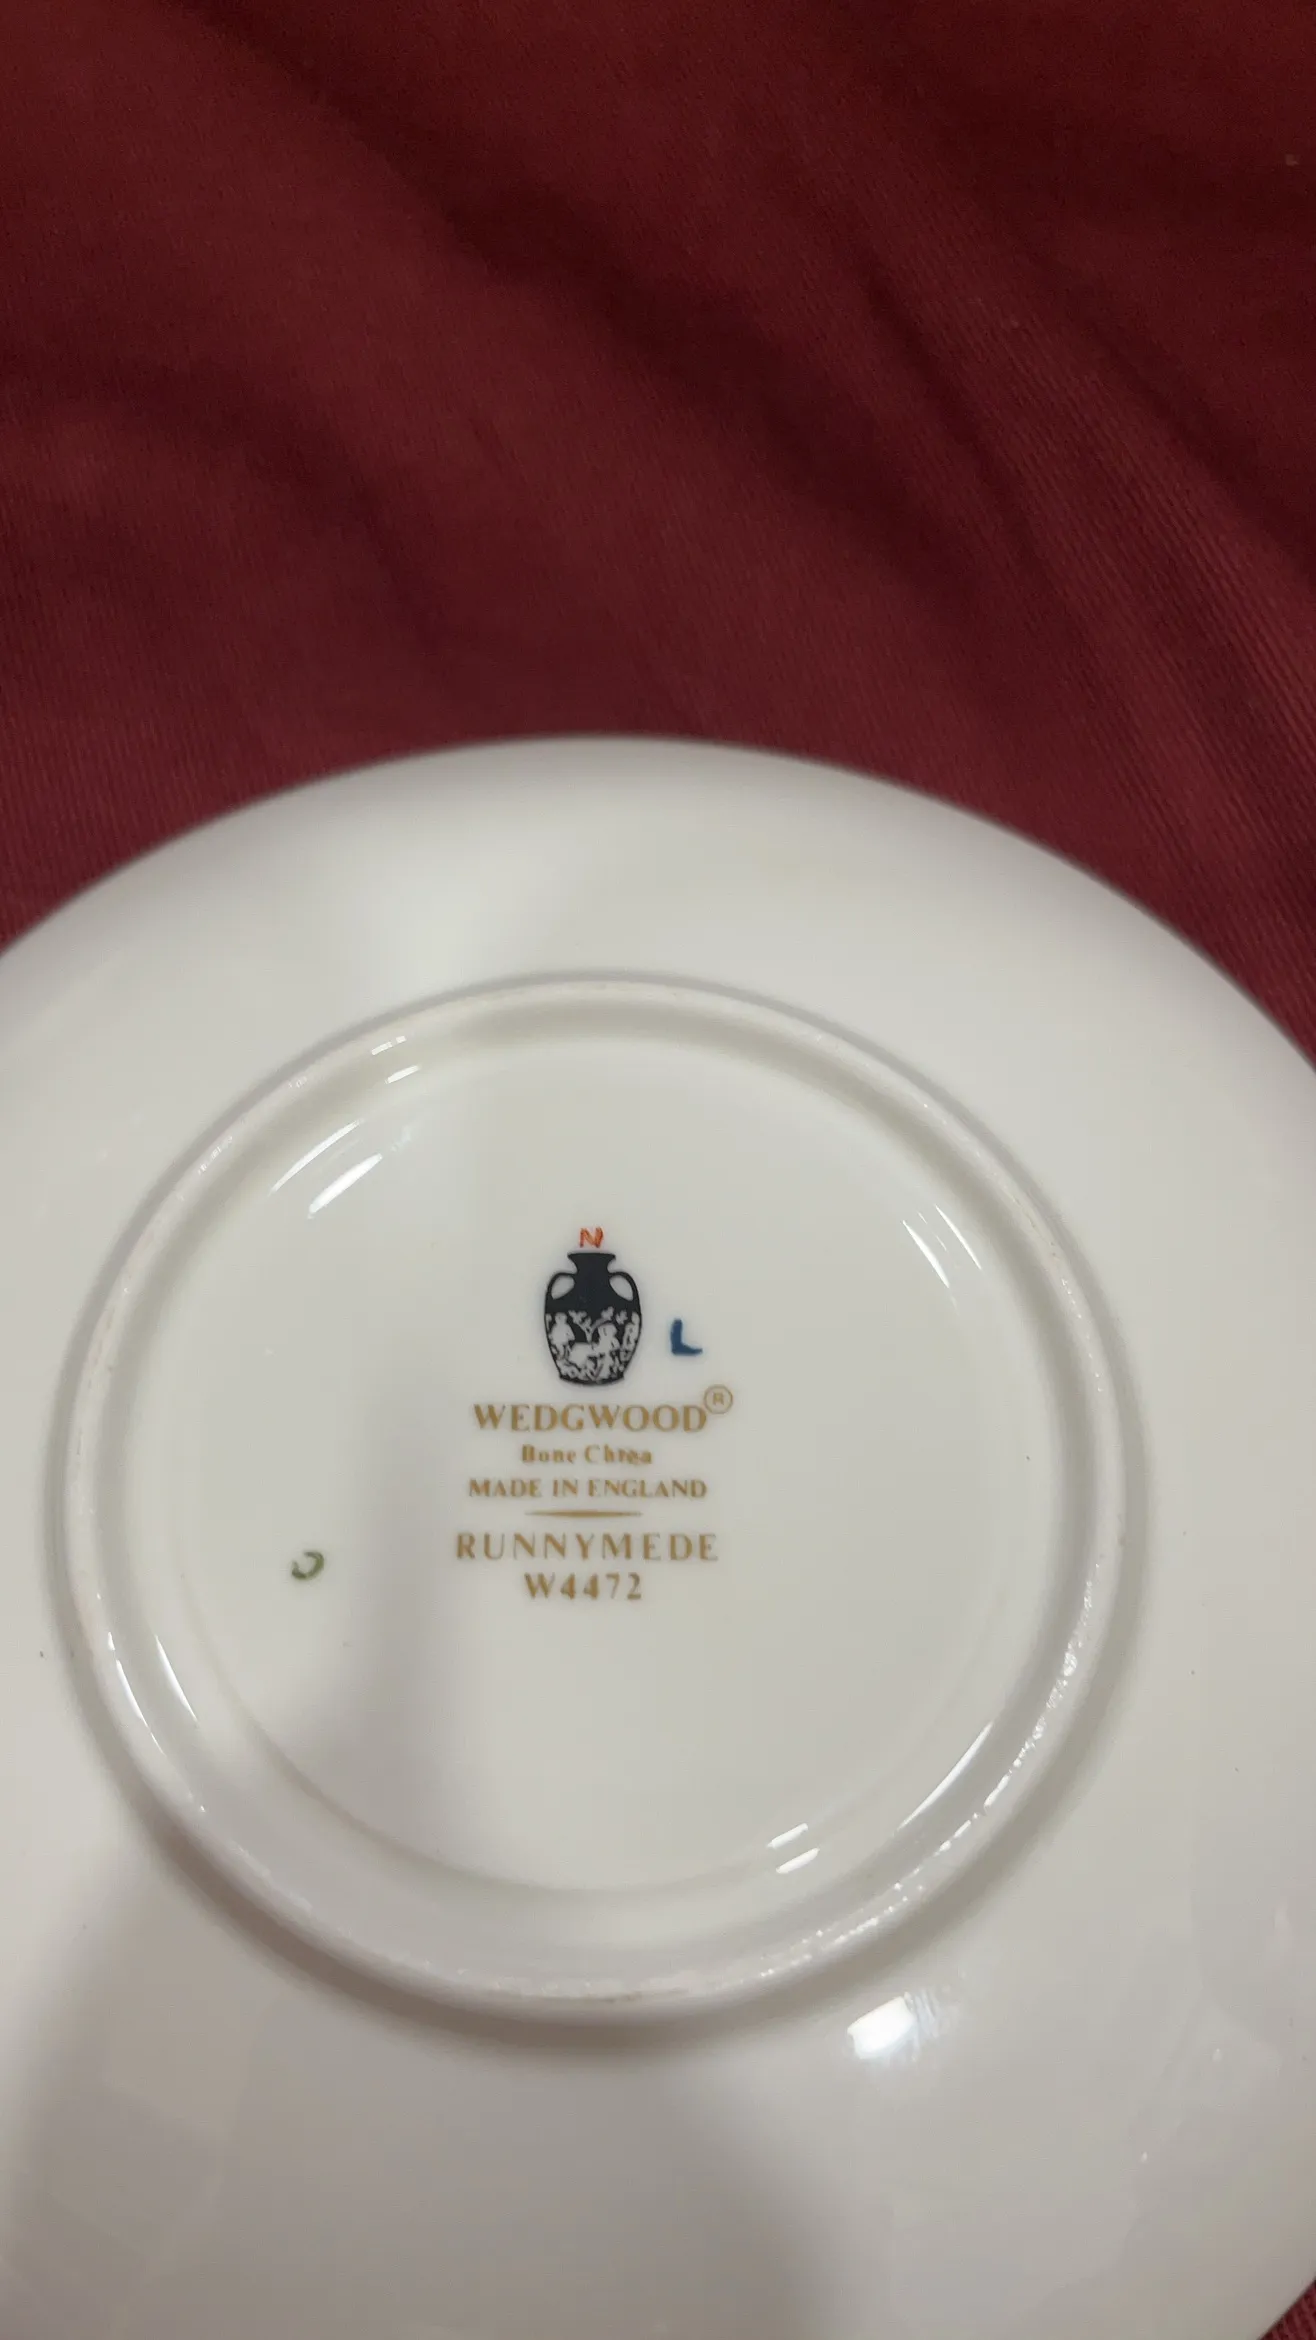 N
L
WEDGWOOD®
Bone China
MADE IN ENGLAND
RUNNYMEDE
W4472